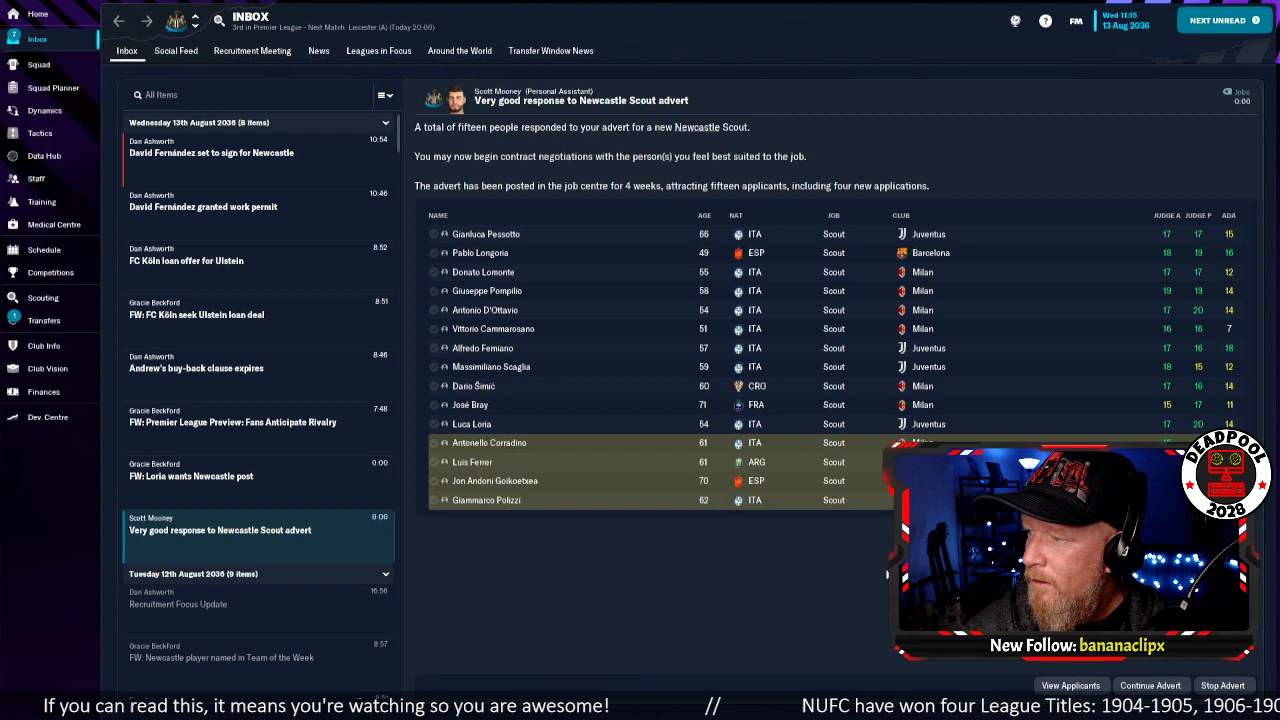 Home
INBOX
3rd in Premier League - Next Match: Leicester (A) (Today 20:00)
FM
Wed 11:15
13 Aug 2036
NEXT UNREAD
7
Inbox
Squad
Squad Planner
Dynamics
Tactics
Data Hub
Staff
Training
Medical Centre
Schedule
Competitions
Scouting
1
Transfers
Club Info
Club Vision
Finances
Dev. Centre
Inbox
Social Feed
Recruitment Meeting
News
Leagues in Focus
Around the World
Transfer Window News
All Items
Wednesday 13th August 2036 (8 items)
Dan Ashworth 10:54
David Fernández set to sign for Newcastle
Dan Ashworth 10:46
David Fernández granted work permit
Dan Ashworth 8:52
FC Köln loan offer for Ulstein
Gracie Beckford 8:51
FW: FC Köln seek Ulstein loan deal
Dan Ashworth 8:46
Andrew's buy-back clause expires
Gracie Beckford 7:48
FW: Premier League Preview: Fans Anticipate Rivalry
Gracie Beckford 0:00
FW: Loria wants Newcastle post
Scott Mooney 0:00
Very good response to Newcastle Scout advert
Tuesday 12th August 2036 (9 items)
Dan Ashworth 16:56
Recruitment Focus Update
Gracie Beckford 8:57
FW: Newcastle player named in Team of the Week
Scott Mooney (Personal Assistant)
Very good response to Newcastle Scout advert
Jobs
0:00
A total of fifteen people responded to your advert for a new Newcastle Scout.
You may now begin contract negotiations with the person(s) you feel best suited to the job.
The advert has been posted in the job centre for 4 weeks, attracting fifteen applicants, including four new applications.
NAME AGE NAT JOB CLUB JUDGE A JUDGE P ADA
Gianluca Pessotto 66 ITA Scout Juventus 17 17 15
Pablo Longoria 49 ESP Scout Barcelona 18 19 16
Donato Lomonte 55 ITA Scout Milan 17 17 12
Giuseppe Pompilio 58 ITA Scout Milan 19 19 14
Antonio D'Ottavio 54 ITA Scout Milan 17 20 14
Vittorio Cammarosano 51 ITA Scout Milan 16 16 7
Alfredo Femiano 57 ITA Scout Juventus 17 16 18
Massimiliano Scaglia 59 ITA Scout Juventus 18 15 12
Dario Šimić 60 CRO Scout Milan 17 16 14
José Bray 71 FRA Scout Milan 15 17 11
Luca Loria 54 ITA Scout Juventus 17 20 14
Antonello Corradino 61 ITA Scout
Luis Ferrer 61 ARG Scout
Jon Andoni Goikoetxea 70 ESP Scout
Giammarco Polizzi 62 ITA Scout
DEADPOOL
2028
New Follow: bananaclipx
View Applicants
Continue Advert
Stop Advert
If you can read this, it means you're watching so you are awesome! // NUFC have won four League Titles: 1904-1905, 1906-190